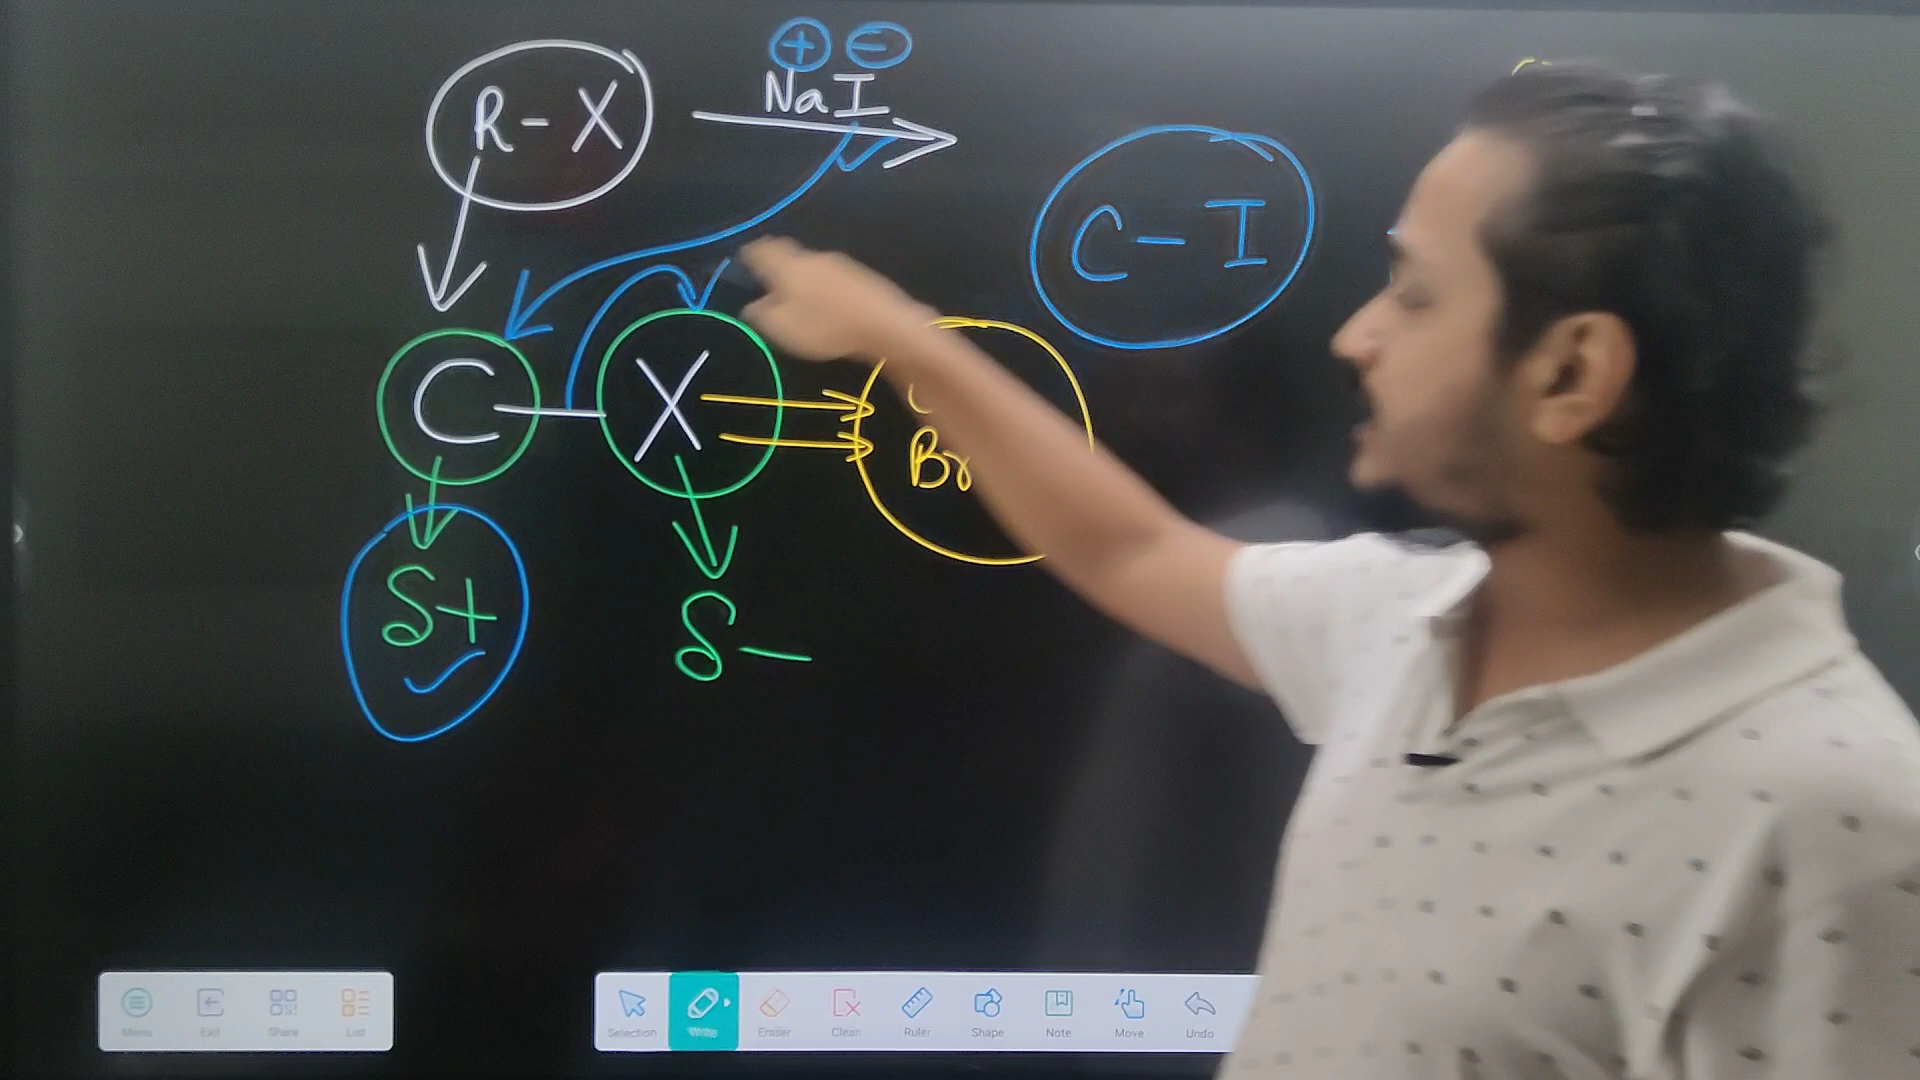 + −
NaI
R - X
C - I
C — X
Br
δ+
δ −
Menu Exit Share List
Selection Write Eraser Clean Ruler Shape Note Move Undo